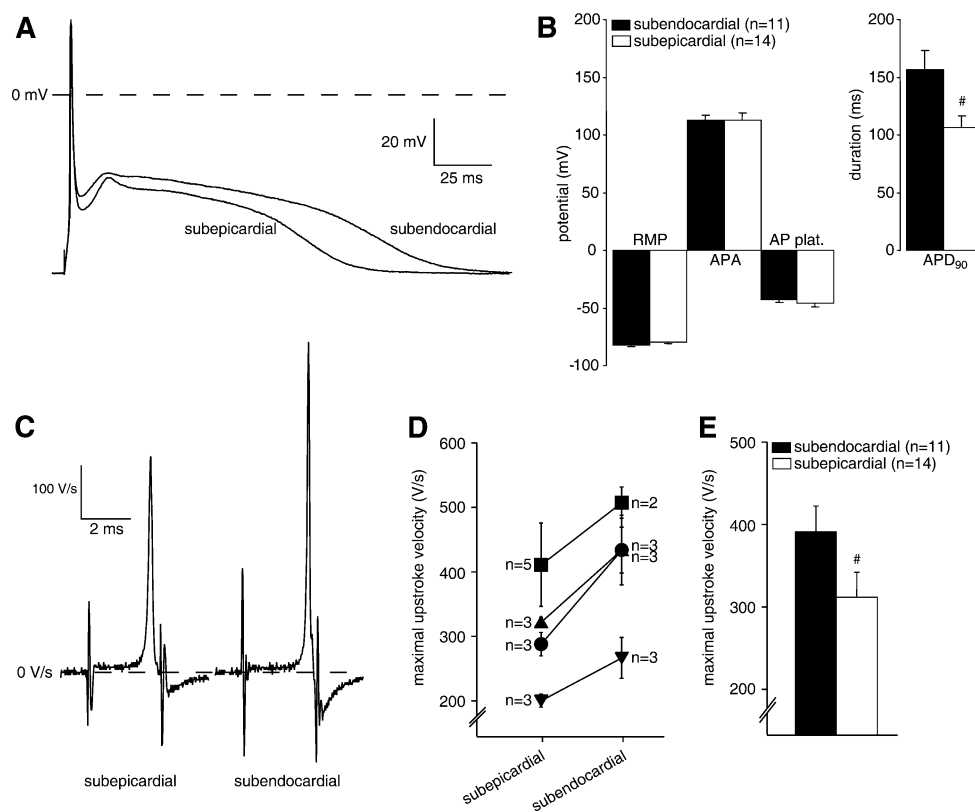 A
0 mV
20 mV
25 ms
subepicardial
subendocardial
B
subendocardial (n=11)
subepicardial (n=14)
potential (mV)
200
150
100
50
0
-50
-100
RMP
APA
AP plat.
duration (ms)
200
150
100
50
0
#
APD90
C
100 V/s
2 ms
0 V/s
subepicardial
subendocardial
D
maximal upstroke velocity (V/s)
600
500
400
300
200
n=5
n=3
n=3
n=3
n=2
n=3
n=3
n=3
subepicardial
subendocardial
E
subendocardial (n=11)
subepicardial (n=14)
maximal upstroke velocity (V/s)
500
400
300
200
#